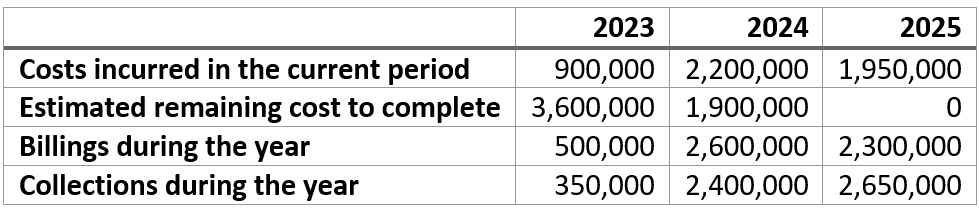 2023 2024 2025
Costs incurred in the current period 900,000 2,200,000 1,950,000
Estimated remaining cost to complete 3,600,000 1,900,000 0
Billings during the year 500,000 2,600,000 2,300,000
Collections during the year 350,000 2,400,000 2,650,000